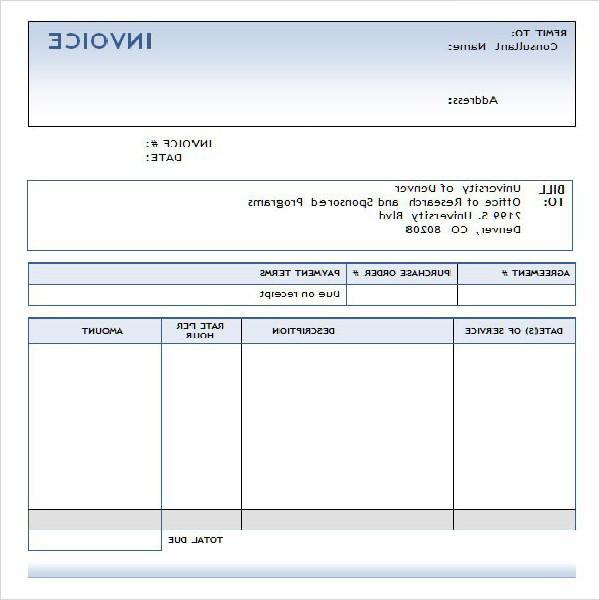 REMIT TO:
INVOICE
Consultant Name:
Address:
INVOICE #:
DATE:
BILL TO:
University of Denver
Office of Research and Sponsored Programs
2199 S. University Blvd
Denver, CO 80208
AGREEMENT # PURCHASE ORDER # PAYMENT TERMS
Due on receipt
DATE(S) OF SERVICE DESCRIPTION RATE PER HOUR AMOUNT
TOTAL DUE